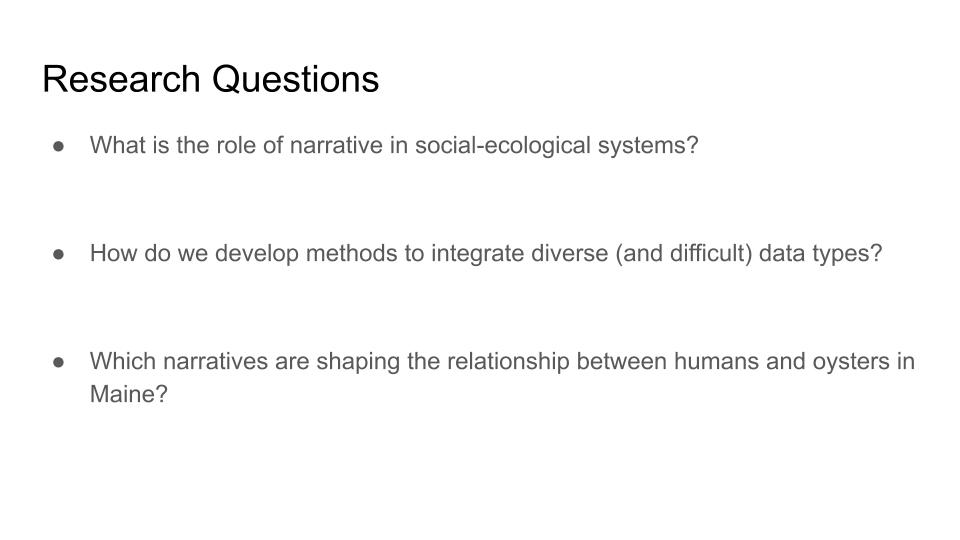 Research Questions
● What is the role of narrative in social-ecological systems?
● How do we develop methods to integrate diverse (and difficult) data types?
● Which narratives are shaping the relationship between humans and oysters in
Maine?